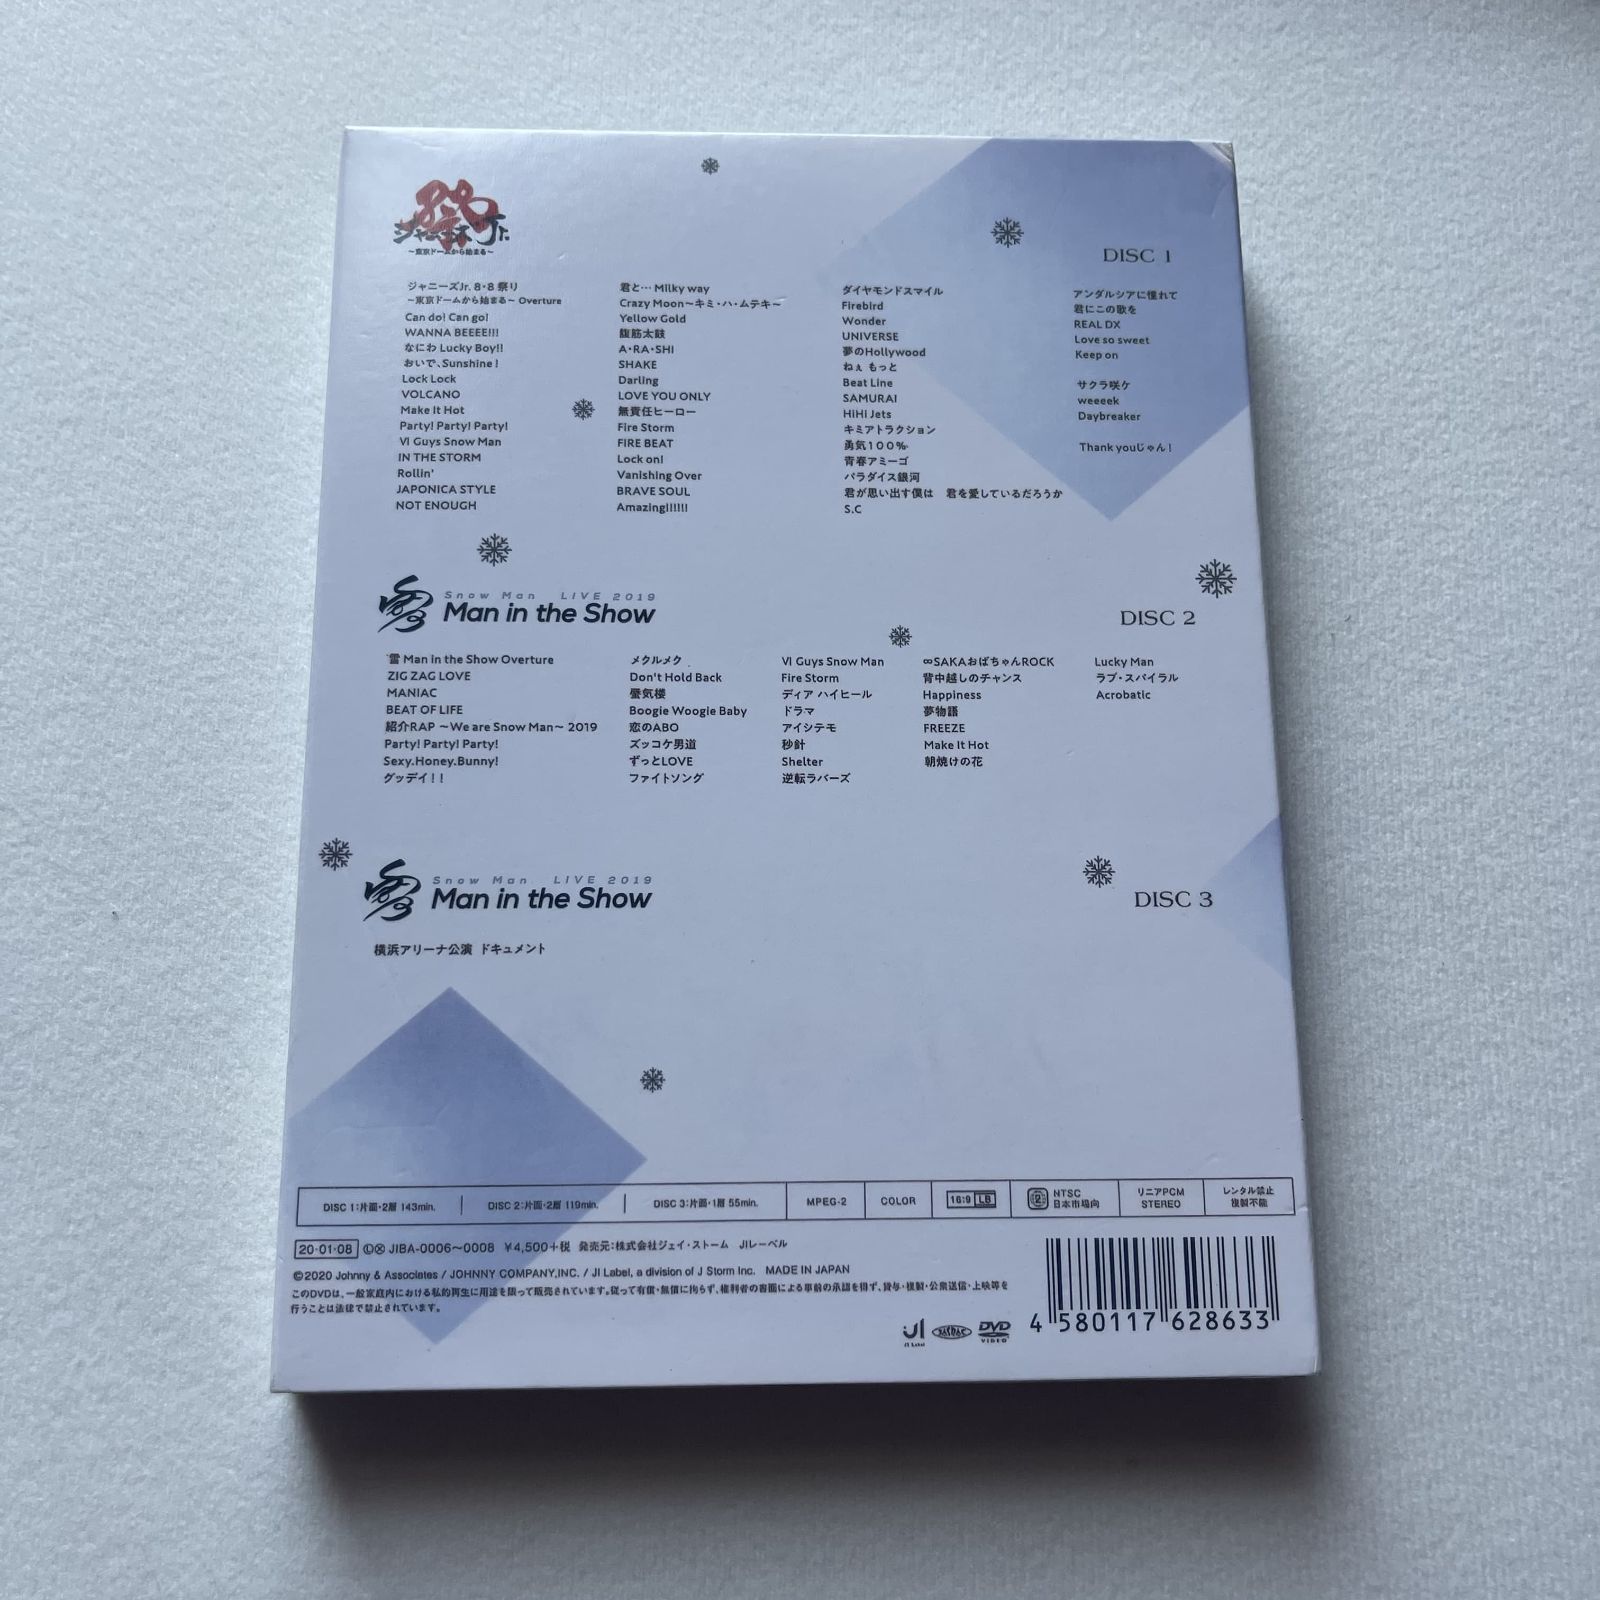 祭
ジャニーズJr.
～東京ドームから始まる～
DISC 1
ジャニーズJr. 8・8 祭り
～東京ドームから始まる～ Overture
Can do! Can go!
WANNA BEEEE!!!
なにわ Lucky Boy!!
おいで、Sunshine!
Lock Lock
VOLCANO
Make It Hot
Party! Party! Party!
VI Guys Snow Man
IN THE STORM
Rollin'
JAPONICA STYLE
NOT ENOUGH
君と… Milky way
Crazy Moon～キミ・ハ・ムテキ～
Yellow Gold
腹筋太鼓
A・RA・SHI
SHAKE
Darling
LOVE YOU ONLY
無責任ヒーロー
Fire Storm
FIRE BEAT
Lock on!
Vanishing Over
BRAVE SOUL
Amazing!!!!!!
ダイヤモンドスマイル
Firebird
Wonder
UNIVERSE
夢のHollywood
ねぇ もっと
Beat Line
SAMURAI
HiHi Jets
キミアトラクション
勇気100%
青春アミーゴ
パラダイス銀河
君が思い出す僕は 君を愛しているだろうか
S.C
アンダルシアに憧れて
君にこの歌を
REAL DX
Love so sweet
Keep on
サクラ咲ケ
weeeek
Daybreaker
Thank youじゃん!
Snow Man LIVE 2019
Man in the Show
DISC 2
雪 Man in the Show Overture
ZIG ZAG LOVE
MANIAC
BEAT OF LIFE
紹介RAP ～We are Snow Man～ 2019
Party! Party! Party!
Sexy.Honey.Bunny!
グッデイ!!
メクルメク
Don't Hold Back
蜃気楼
Boogie Woogie Baby
恋のABO
ズッコケ男道
ずっとLOVE
ファイトソング
VI Guys Snow Man
Fire Storm
ディア ハイヒール
ドラマ
アイシテモ
秒針
Shelter
逆転ラバーズ
∞SAKAおばちゃんROCK
背中越しのチャンス
Happiness
夢物語
FREEZE
Make It Hot
朝焼けの花
Lucky Man
ラブ・スパイラル
Acrobatic
Snow Man LIVE 2019
Man in the Show
DISC 3
横浜アリーナ公演 ドキュメント
DISC 1:片面・2層 143min. DISC 2:片面・2層 119min. DISC 3:片面・1層 55min. MPEG-2 COLOR 16:9 LB 2 NTSC 日本市場向 リニアPCM STEREO レンタル禁止 複製不能
20・01・08 JIBA-0006～0008 ¥4,500+税 発売元:株式会社ジェイ・ストーム JIレーベル
©2020 Johnny & Associates / JOHNNY COMPANY,INC. / JI Label, a division of J Storm Inc. MADE IN JAPAN
このDVDは、一般家庭内における私的再生に用途を限って販売されています。従って有償・無償に拘らず、権利者の書面による事前の承諾を得ず、貸与・複製・公衆送信・上映等を
行うことは法律で禁止されています。
JI Label JASRAC DVD VIDEO
4 580117 628633